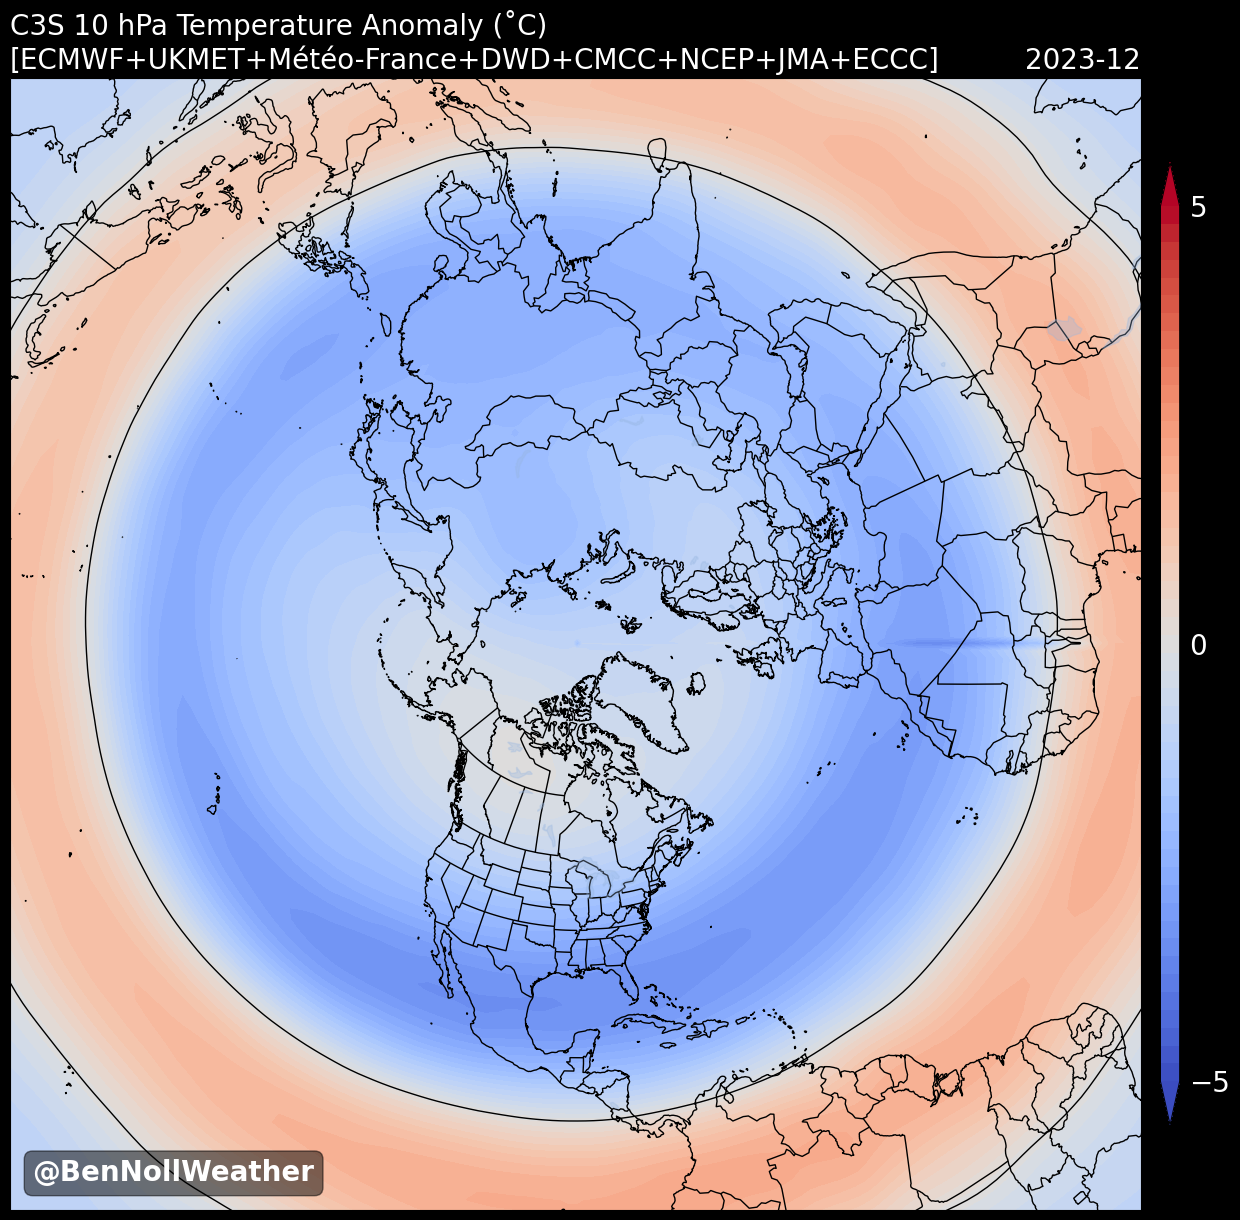 C3S 10 hPa Temperature Anomaly (˚C)
[ECMWF+UKMET+Météo-France+DWD+CMCC+NCEP+JMA+ECCC] 2023-12
5
0
−5
@BenNollWeather